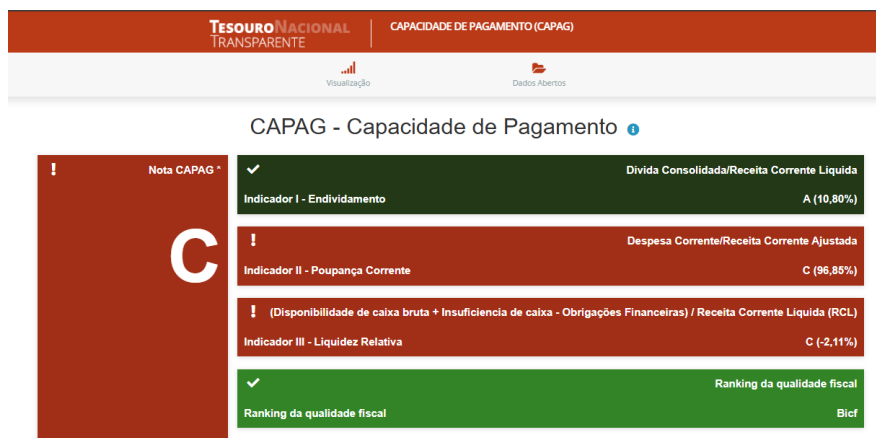 TESOURO NACIONAL
TRANSPARENTE
CAPACIDADE DE PAGAMENTO (CAPAG)
Visualização
Dados Abertos
CAPAG - Capacidade de Pagamento
Nota CAPAG *
C
Divida Consolidada/Receita Corrente Liquida
Indicador I - Endividamento A (10,80%)
Despesa Corrente/Receita Corrente Ajustada
Indicador II - Poupança Corrente C (96,85%)
(Disponibilidade de caixa bruta + Insuficiencia de caixa - Obrigações Financeiras) / Receita Corrente Liquida (RCL)
Indicador III - Liquidez Relativa C (-2,11%)
Ranking da qualidade fiscal
Ranking da qualidade fiscal Bicf